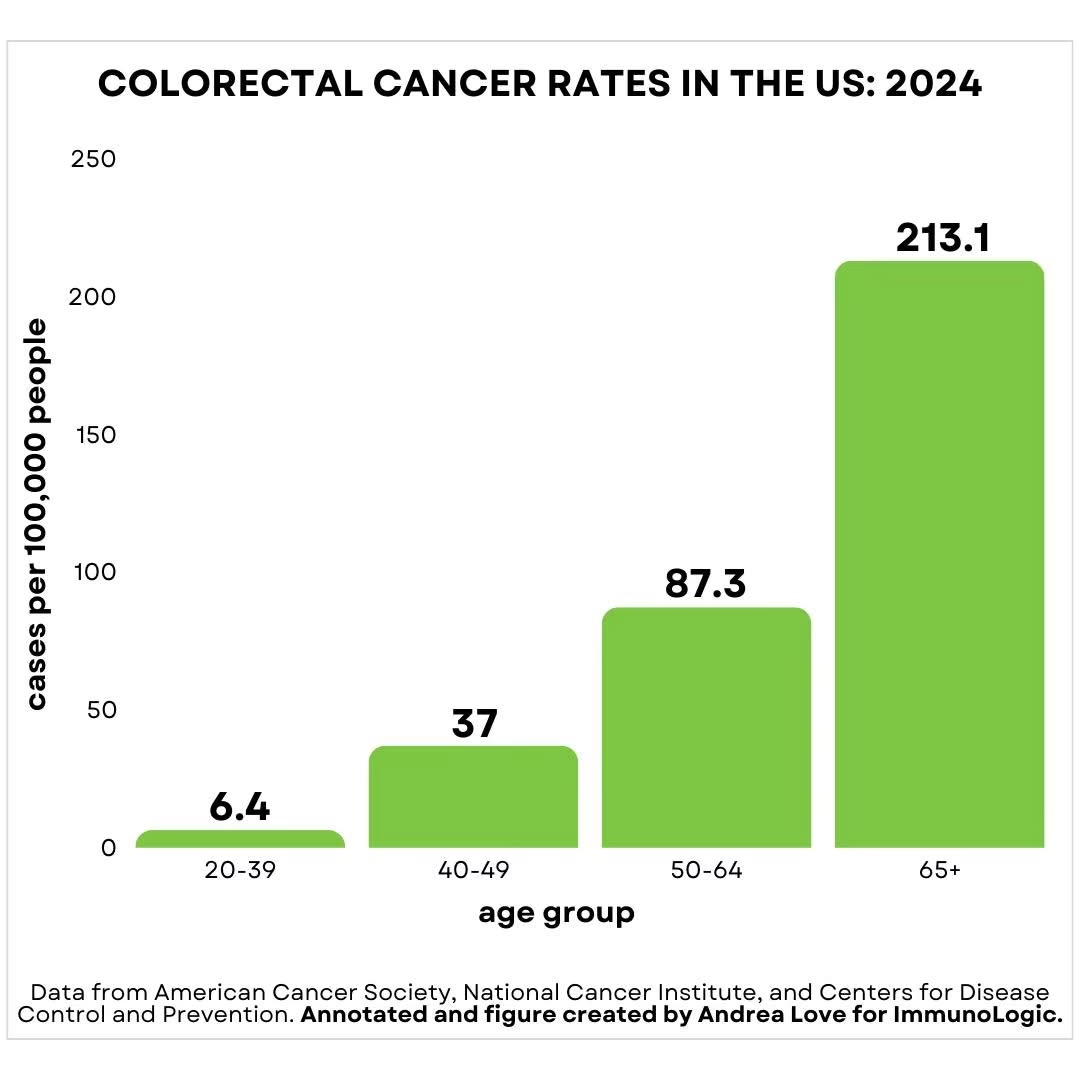 COLORECTAL CANCER RATES IN THE US: 2024
250
200
150
100
50
0
cases per 100,000 people
6.4
37
87.3
213.1
20-39
40-49
50-64
65+
age group
Data from American Cancer Society, National Cancer Institute, and Centers for Disease
Control and Prevention. Annotated and figure created by Andrea Love for ImmunoLogic.